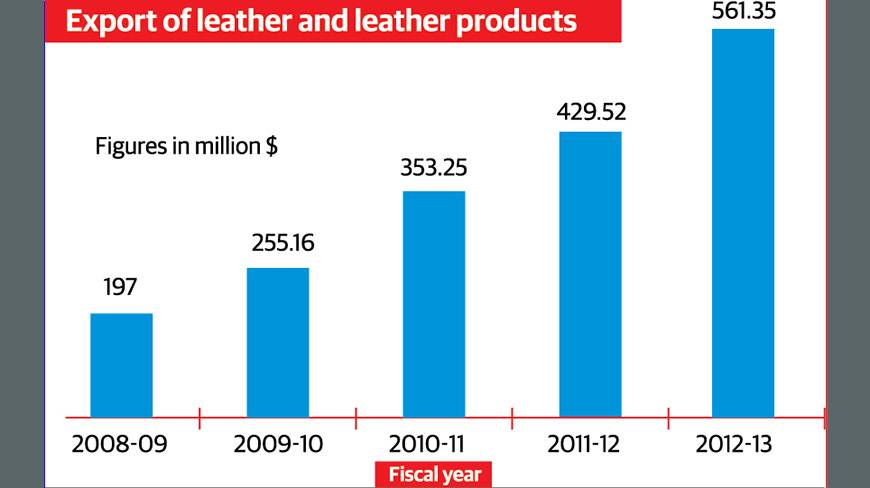 Export of leather and leather products
561.35
429.52
Figures in million $
353.25
255.16
197
2008-09 2009-10 2010-11 2011-12 2012-13
Fiscal year